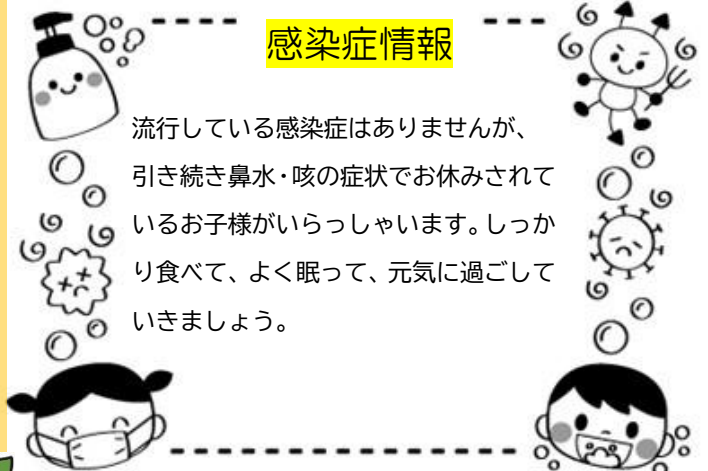 感染症情報
流行している感染症はありませんが、
引き続き鼻水・咳の症状でお休みされて
いるお子様がいらっしゃいます。しっか
り食べて、よく眠って、元気に過ごして
いきましょう。